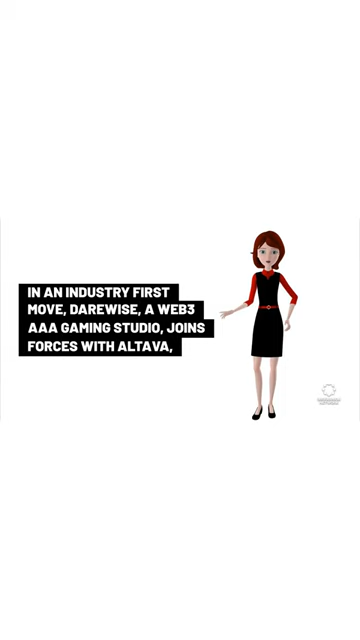 IN AN INDUSTRY FIRST
MOVE, DAREWISE, A WEB3
AAA GAMING STUDIO, JOINS
FORCES WITH ALTAVA,